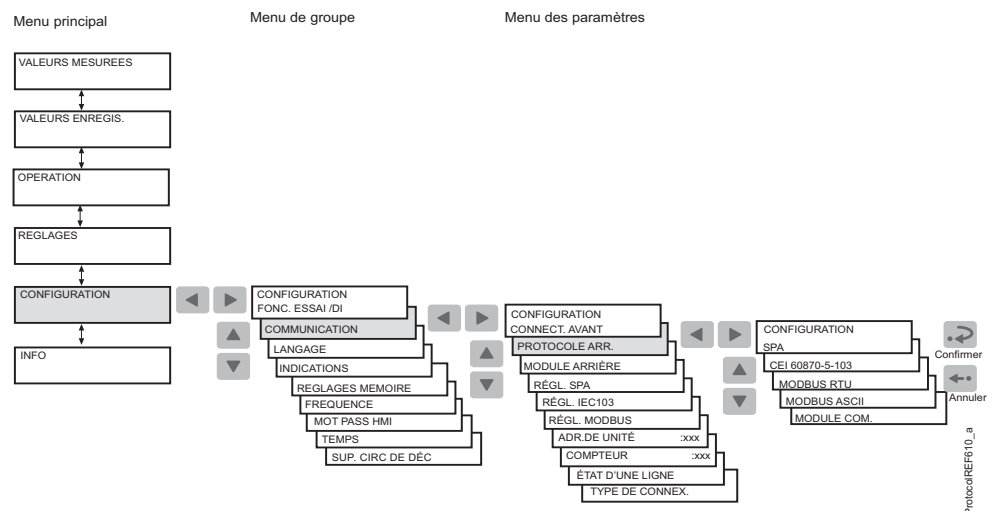 Menu principal
Menu de groupe
Menu des paramètres
VALEURS MESUREES
VALEURS ENREGIS.
OPERATION
REGLAGES
CONFIGURATION
INFO
CONFIGURATION
FONC. ESSAI /DI
COMMUNICATION
LANGAGE
INDICATIONS
REGLAGES MEMOIRE
FREQUENCE
MOT PASS HMI
TEMPS
SUP. CIRC DE DÉC
CONFIGURATION
CONNECT. AVANT
PROTOCOLE ARR.
MODULE ARRIÈRE
RÉGL. SPA
RÉGL. IEC103
RÉGL. MODBUS
ADR.DE UNITÉ :xxx
COMPTEUR :xxx
ÉTAT D'UNE LIGNE
TYPE DE CONNEX.
CONFIGURATION
SPA
CEI 60870-5-103
MODBUS RTU
MODBUS ASCII
MODULE COM.
Confirmer
Annuler
ProtocolREF610_a